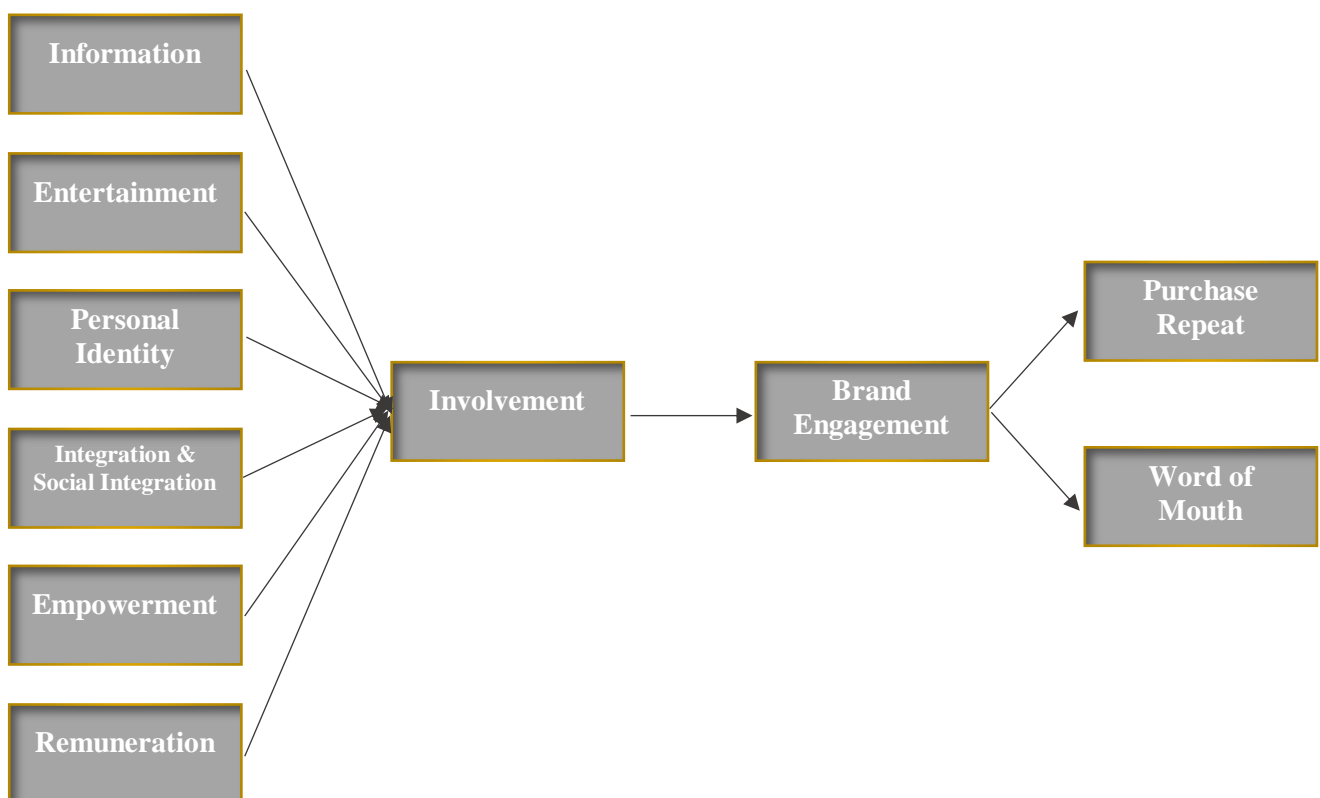 Information
Entertainment
Personal
Identity
Integration &
Social Integration
Empowerment
Remuneration
Involvement
Brand
Engagement
Purchase
Repeat
Word of
Mouth